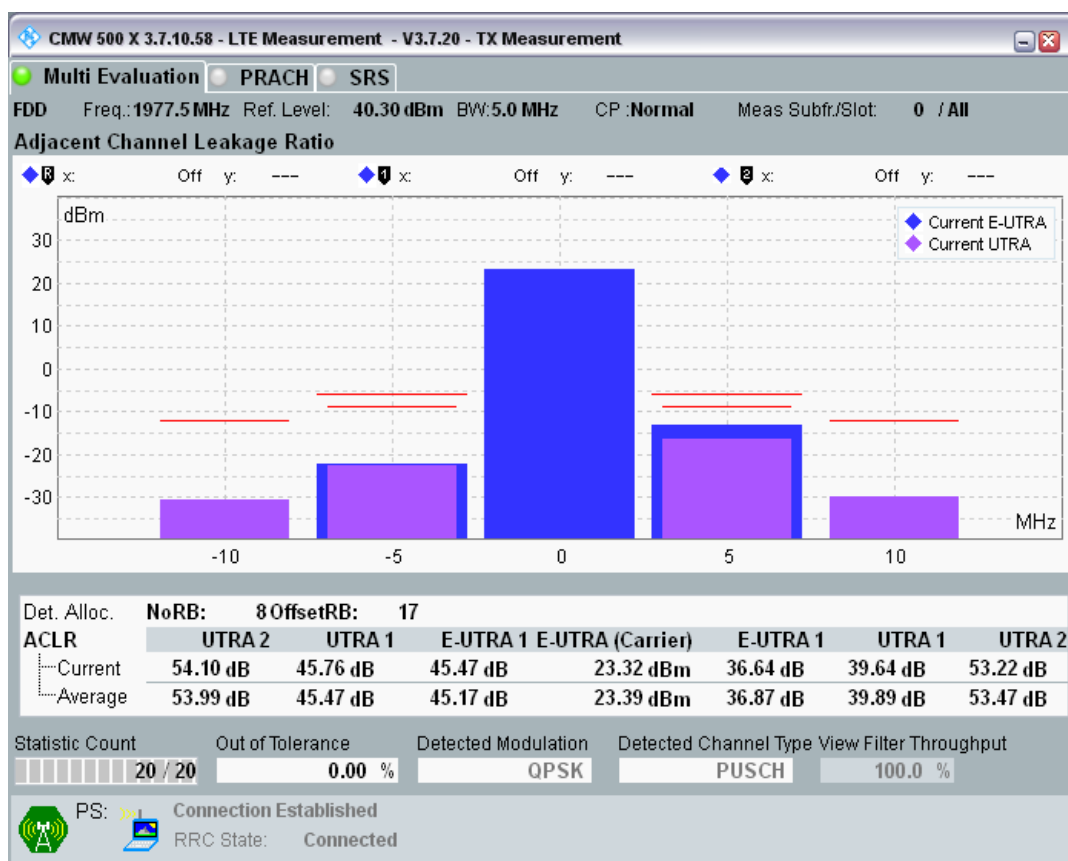 CMW 500 X 3.7.10.58 - LTE Measurement - V3.7.20 - TX Measurement
Multi Evaluation PRACH SRS
FDD Freq.: 1977.5 MHz Ref. Level: 40.30 dBm BW: 5.0 MHz CP : Normal Meas Subfr./Slot: 0 / All
Adjacent Channel Leakage Ratio
R x: Off y: --- 1 x: Off y: --- 2 x: Off y: ---
dBm
Current E-UTRA
Current UTRA
30
20
10
0
-10
-20
-30
MHz
-10 -5 0 5 10
Det. Alloc. NoRB: 8 OffsetRB: 17
ACLR UTRA 2 UTRA 1 E-UTRA 1 E-UTRA (Carrier) E-UTRA 1 UTRA 1 UTRA 2
Current 54.10 dB 45.76 dB 45.47 dB 23.32 dBm 36.64 dB 39.64 dB 53.22 dB
Average 53.99 dB 45.47 dB 45.17 dB 23.39 dBm 36.87 dB 39.89 dB 53.47 dB
Statistic Count Out of Tolerance Detected Modulation Detected Channel Type View Filter Throughput
20 / 20 0.00 % QPSK PUSCH 100.0 %
PS: Connection Established
RRC State: Connected